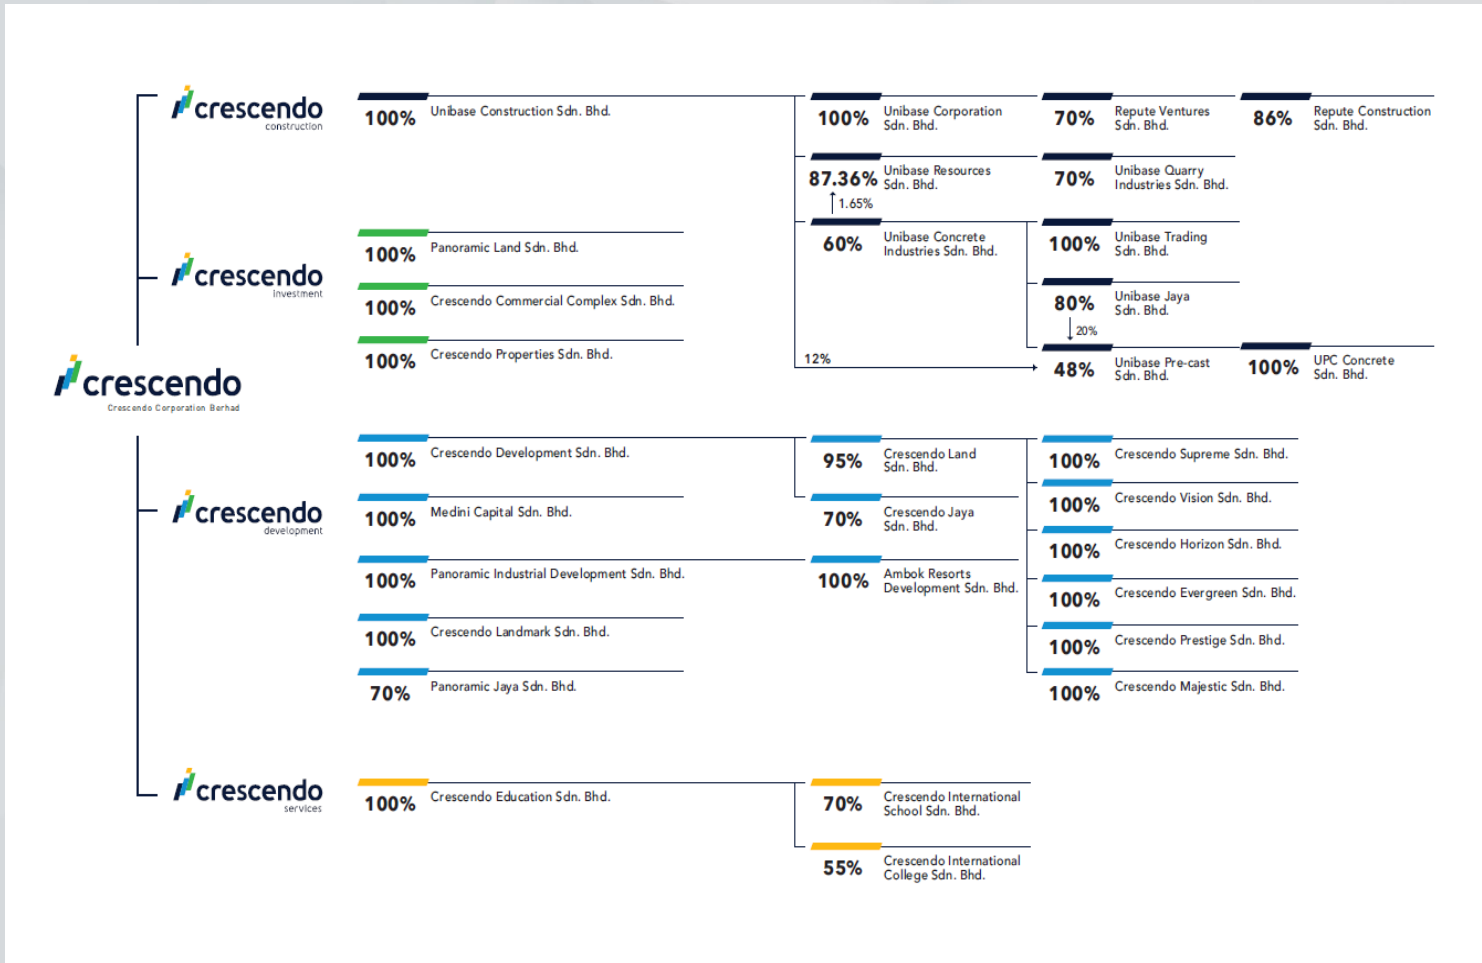 crescendo
construction
100%
Unibase Construction Sdn. Bhd.
100%
Unibase Corporation
Sdn. Bhd.
70%
Repute Ventures
Sdn. Bhd.
86%
Repute Construction
Sdn. Bhd.
87.36%
Unibase Resources
Sdn. Bhd.
70%
Unibase Quarry
Industries Sdn. Bhd.
1.65%
60%
Unibase Concrete
Industries Sdn. Bhd.
100%
Unibase Trading
Sdn. Bhd.
80%
Unibase Jaya
Sdn. Bhd.
20%
12%
48%
Unibase Pre-cast
Sdn. Bhd.
100%
UPC Concrete
Sdn. Bhd.
crescendo
investment
100%
Panoramic Land Sdn. Bhd.
100%
Crescendo Commercial Complex Sdn. Bhd.
100%
Crescendo Properties Sdn. Bhd.
crescendo
Crescendo Corporation Berhad
crescendo
development
100%
Crescendo Development Sdn. Bhd.
95%
Crescendo Land
Sdn. Bhd.
100%
Crescendo Supreme Sdn. Bhd.
100%
Crescendo Vision Sdn. Bhd.
100%
Crescendo Horizon Sdn. Bhd.
100%
Crescendo Evergreen Sdn. Bhd.
100%
Crescendo Prestige Sdn. Bhd.
100%
Crescendo Majestic Sdn. Bhd.
70%
Crescendo Jaya
Sdn. Bhd.
100%
Medini Capital Sdn. Bhd.
100%
Panoramic Industrial Development Sdn. Bhd.
100%
Ambok Resorts
Development Sdn. Bhd.
100%
Crescendo Landmark Sdn. Bhd.
70%
Panoramic Jaya Sdn. Bhd.
crescendo
services
100%
Crescendo Education Sdn. Bhd.
70%
Crescendo International
School Sdn. Bhd.
55%
Crescendo International
College Sdn. Bhd.